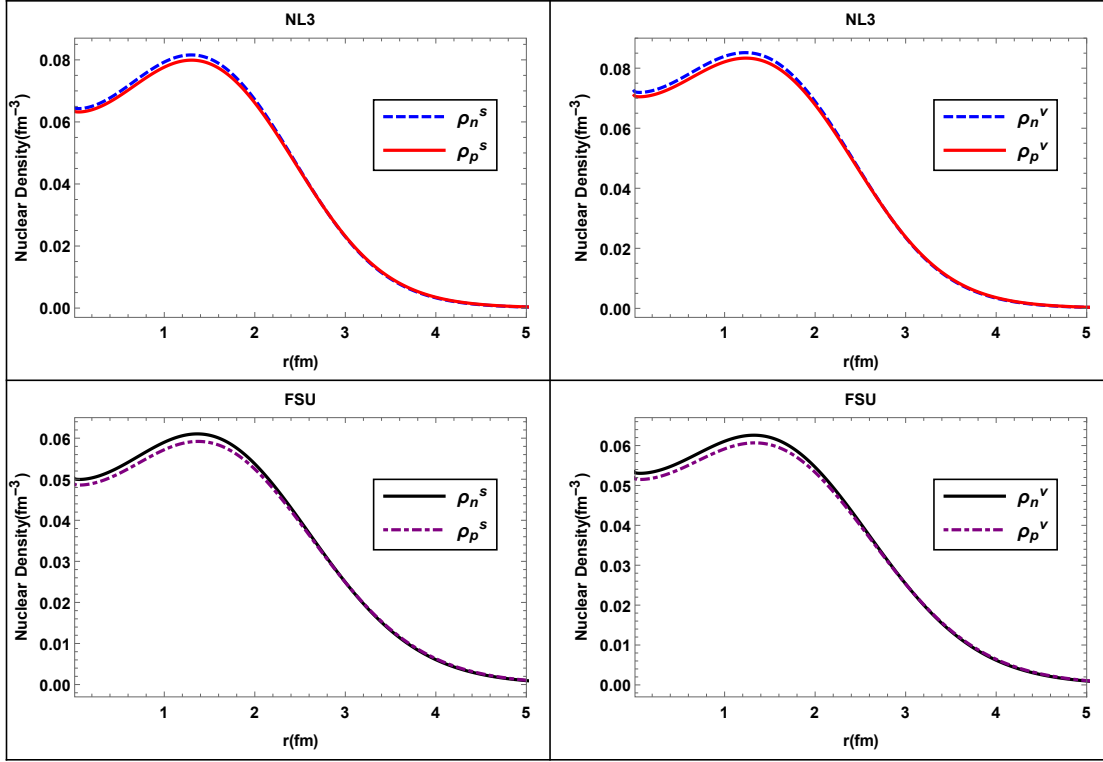 NL3
Nuclear Density(fm⁻³)
0.08
0.06
0.04
0.02
0.00
ρₙˢ
ρₚˢ
1 2 3 4 5
r(fm)
NL3
Nuclear Density(fm⁻³)
0.08
0.06
0.04
0.02
0.00
ρₙᵛ
ρₚᵛ
1 2 3 4 5
r(fm)
FSU
Nuclear Density(fm⁻³)
0.06
0.05
0.04
0.03
0.02
0.01
0.00
ρₙˢ
ρₚˢ
1 2 3 4 5
r(fm)
FSU
Nuclear Density(fm⁻³)
0.06
0.05
0.04
0.03
0.02
0.01
0.00
ρₙᵛ
ρₚᵛ
1 2 3 4 5
r(fm)